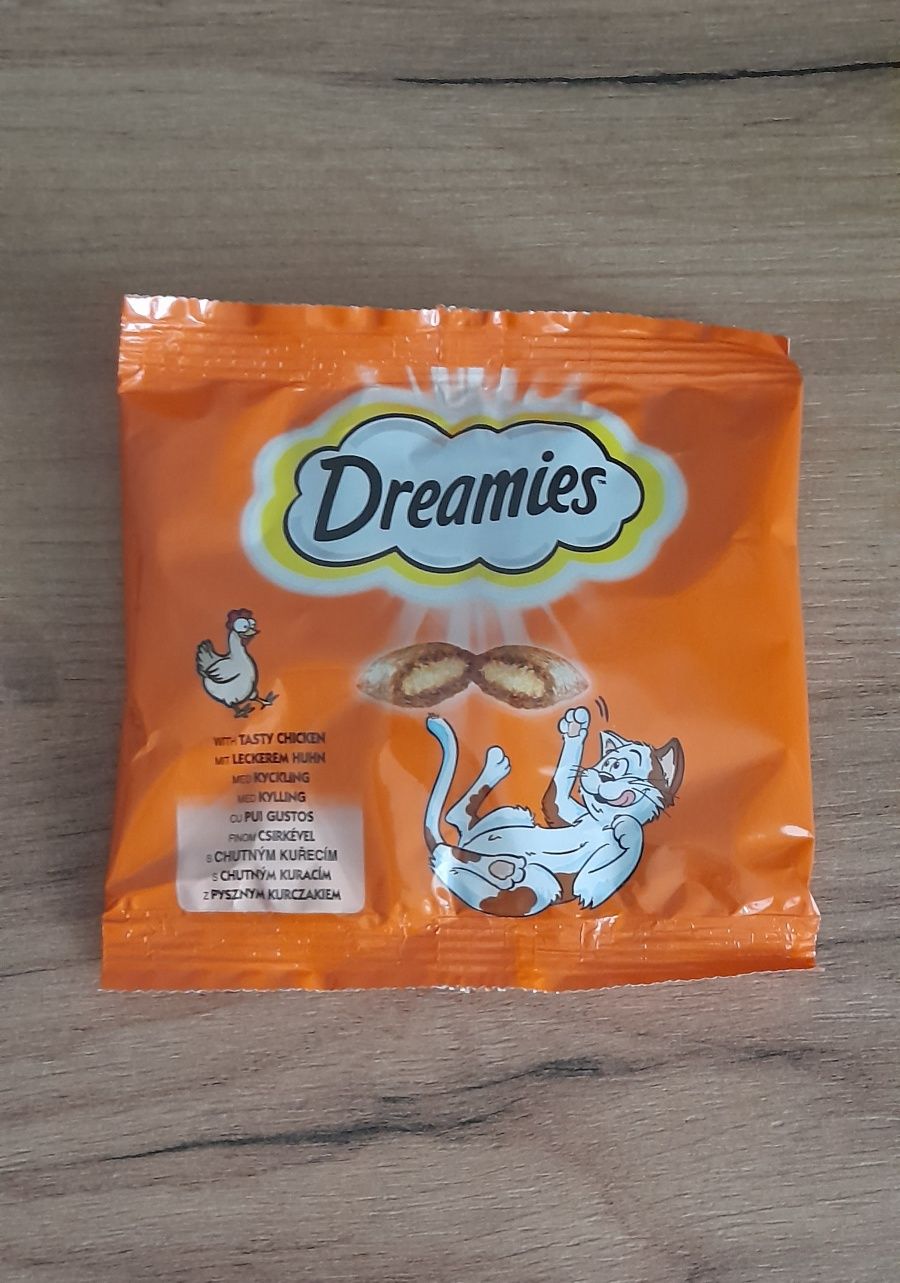 Dreamies™
WITH TASTY CHICKEN
MIT LECKEREM HUHN
MED KYCKLING
MED KYLLING
CU PUI GUSTOS
FINOM CSIRKÉVEL
S CHUTNÝM KUŘECÍM
S CHUTNÝM KURACÍM
Z PYSZNYM KURCZAKIEM